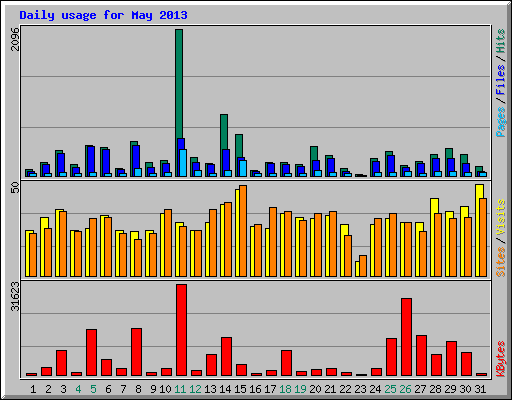 Daily usage for May 2013
2096
Pages / Files / Hits
50
Sites / Visits
31623
KBytes
1 2 3 4 5 6 7 8 9 10 11 12 13 14 15 16 17 18 19 20 21 22 23 24 25 26 27 28 29 30 31